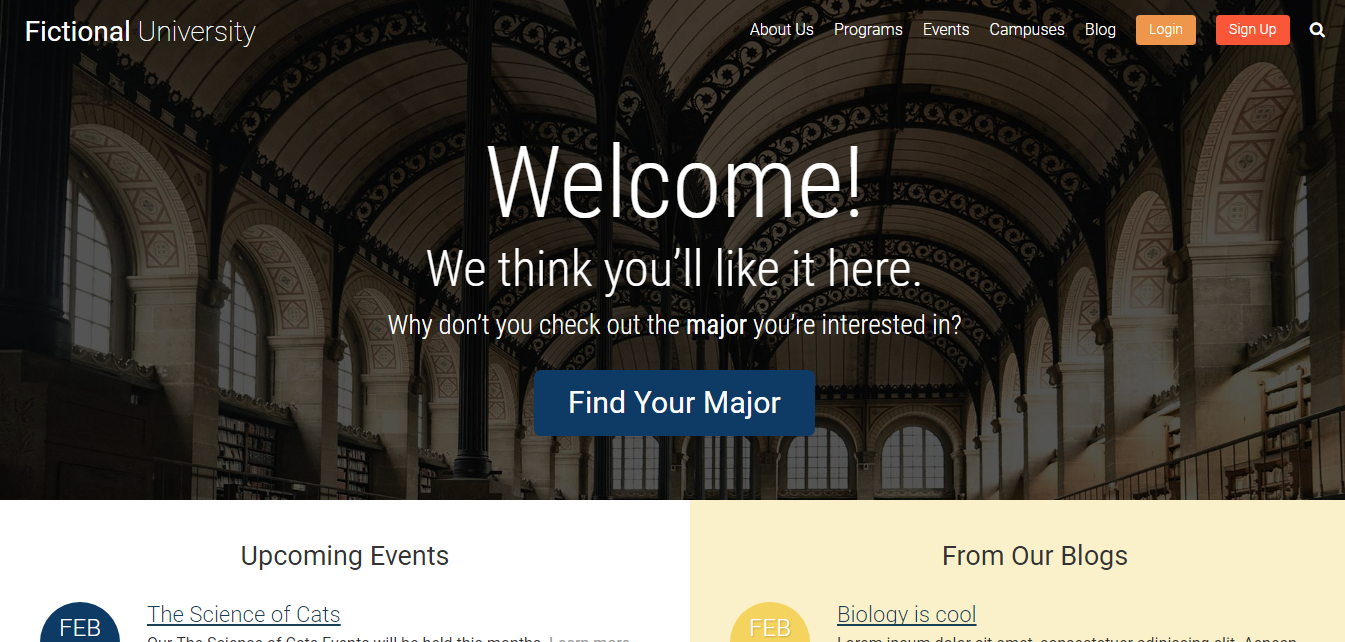 Fictional University
About Us Programs Events Campuses Blog Login Sign Up
Welcome!
We think you’ll like it here.
Why don’t you check out the major you’re interested in?
Find Your Major
Upcoming Events
FEB
The Science of Cats
Our The Science of Cats Events will be held this months. Learn more
From Our Blogs
FEB
Biology is cool
Lorem ipsum dolor sit amet, consectetur adipiscing elit. Aenean